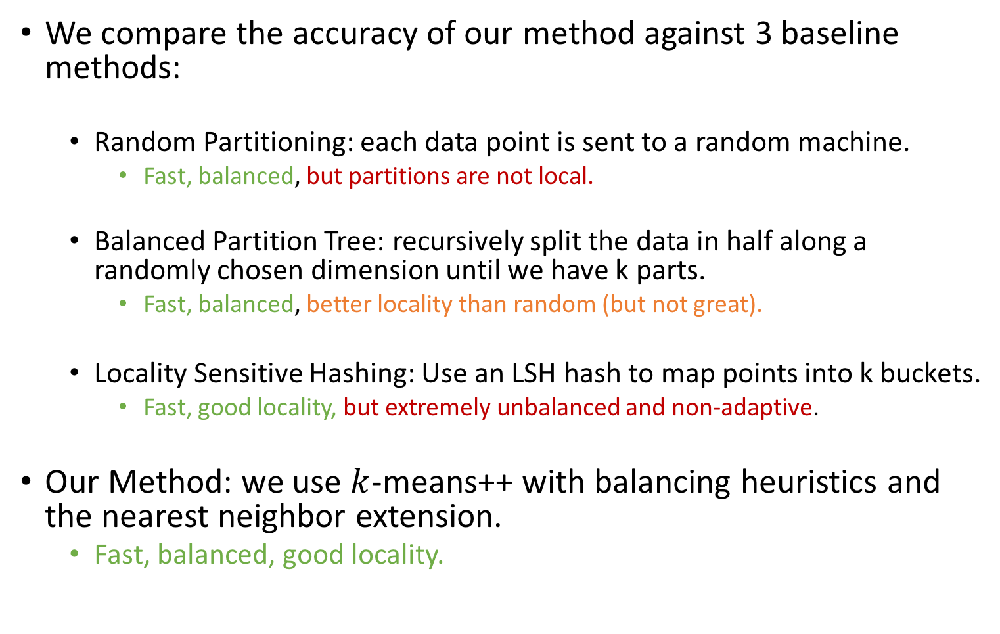 • We compare the accuracy of our method against 3 baseline
methods:
• Random Partitioning: each data point is sent to a random machine.
• Fast, balanced, but partitions are not local.
• Balanced Partition Tree: recursively split the data in half along a
randomly chosen dimension until we have k parts.
• Fast, balanced, better locality than random (but not great).
• Locality Sensitive Hashing: Use an LSH hash to map points into k buckets.
• Fast, good locality, but extremely unbalanced and non-adaptive.
• Our Method: we use 𝑘-means++ with balancing heuristics and
the nearest neighbor extension.
• Fast, balanced, good locality.